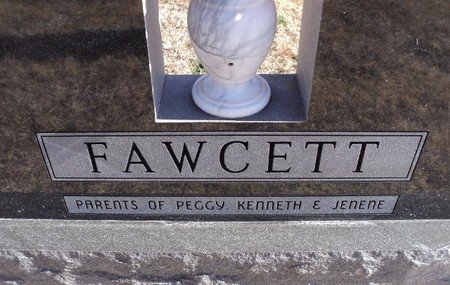 FAWCETT
PARENTS OF PEGGY, KENNETH & JENENE